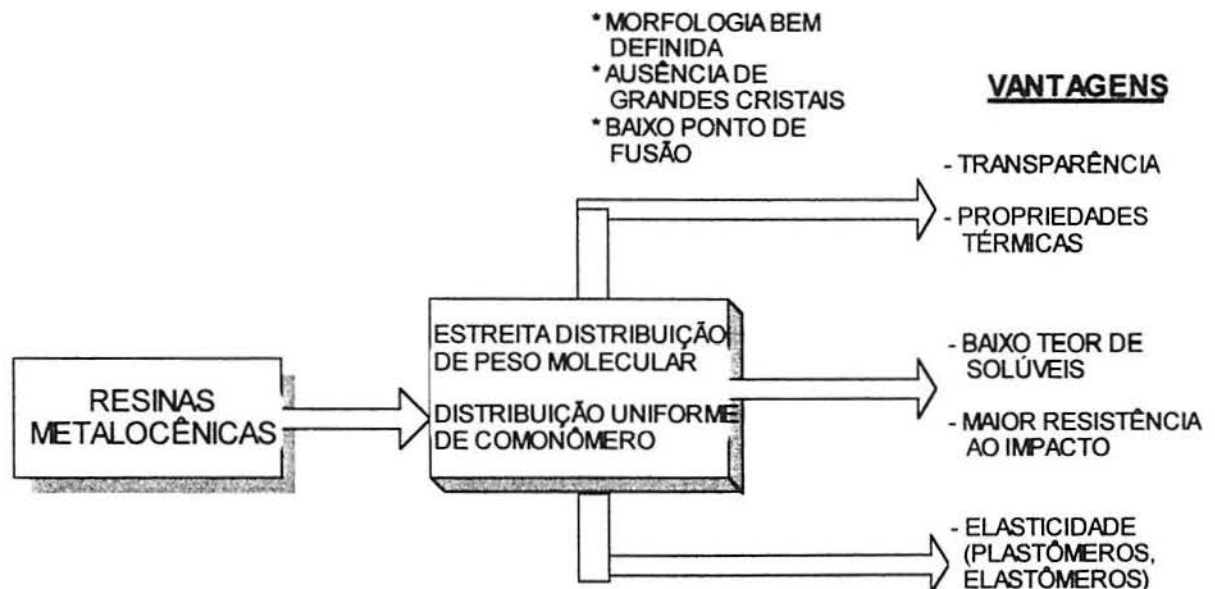 * MORFOLOGIA BEM
DEFINIDA
* AUSÊNCIA DE
GRANDES CRISTAIS
* BAIXO PONTO DE
FUSÃO
VANTAGENS
- TRANSPARÊNCIA
- PROPRIEDADES
TÉRMICAS
RESINAS
METALOCÊNICAS
ESTREITA DISTRIBUIÇÃO
DE PESO MOLECULAR
DISTRIBUIÇÃO UNIFORME
DE COMONÔMERO
- BAIXO TEOR DE
SOLÚVEIS
- MAIOR RESISTÊNCIA
AO IMPACTO
- ELASTICIDADE
(PLASTÔMEROS,
ELASTÔMEROS)